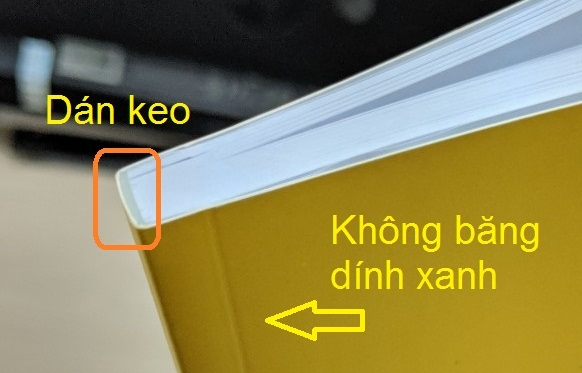 Dán keo
Không băng
dính xanh